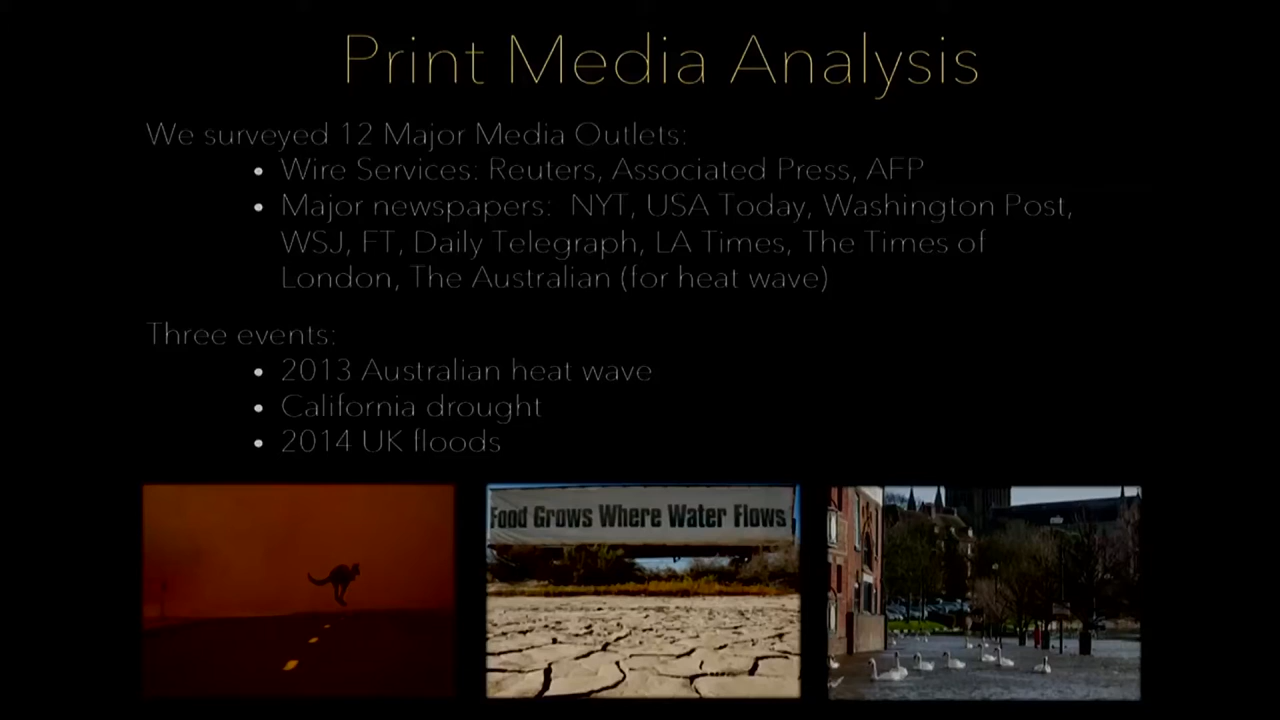 Print Media Analysis
We surveyed 12 Major Media Outlets:
• Wire Services: Reuters, Associated Press, AFP
• Major newspapers: NYT, USA Today, Washington Post,
WSJ, FT, Daily Telegraph, LA Times, The Times of
London, The Australian (for heat wave)
Three events:
• 2013 Australian heat wave
• California drought
• 2014 UK floods
Food Grows Where Water Flows